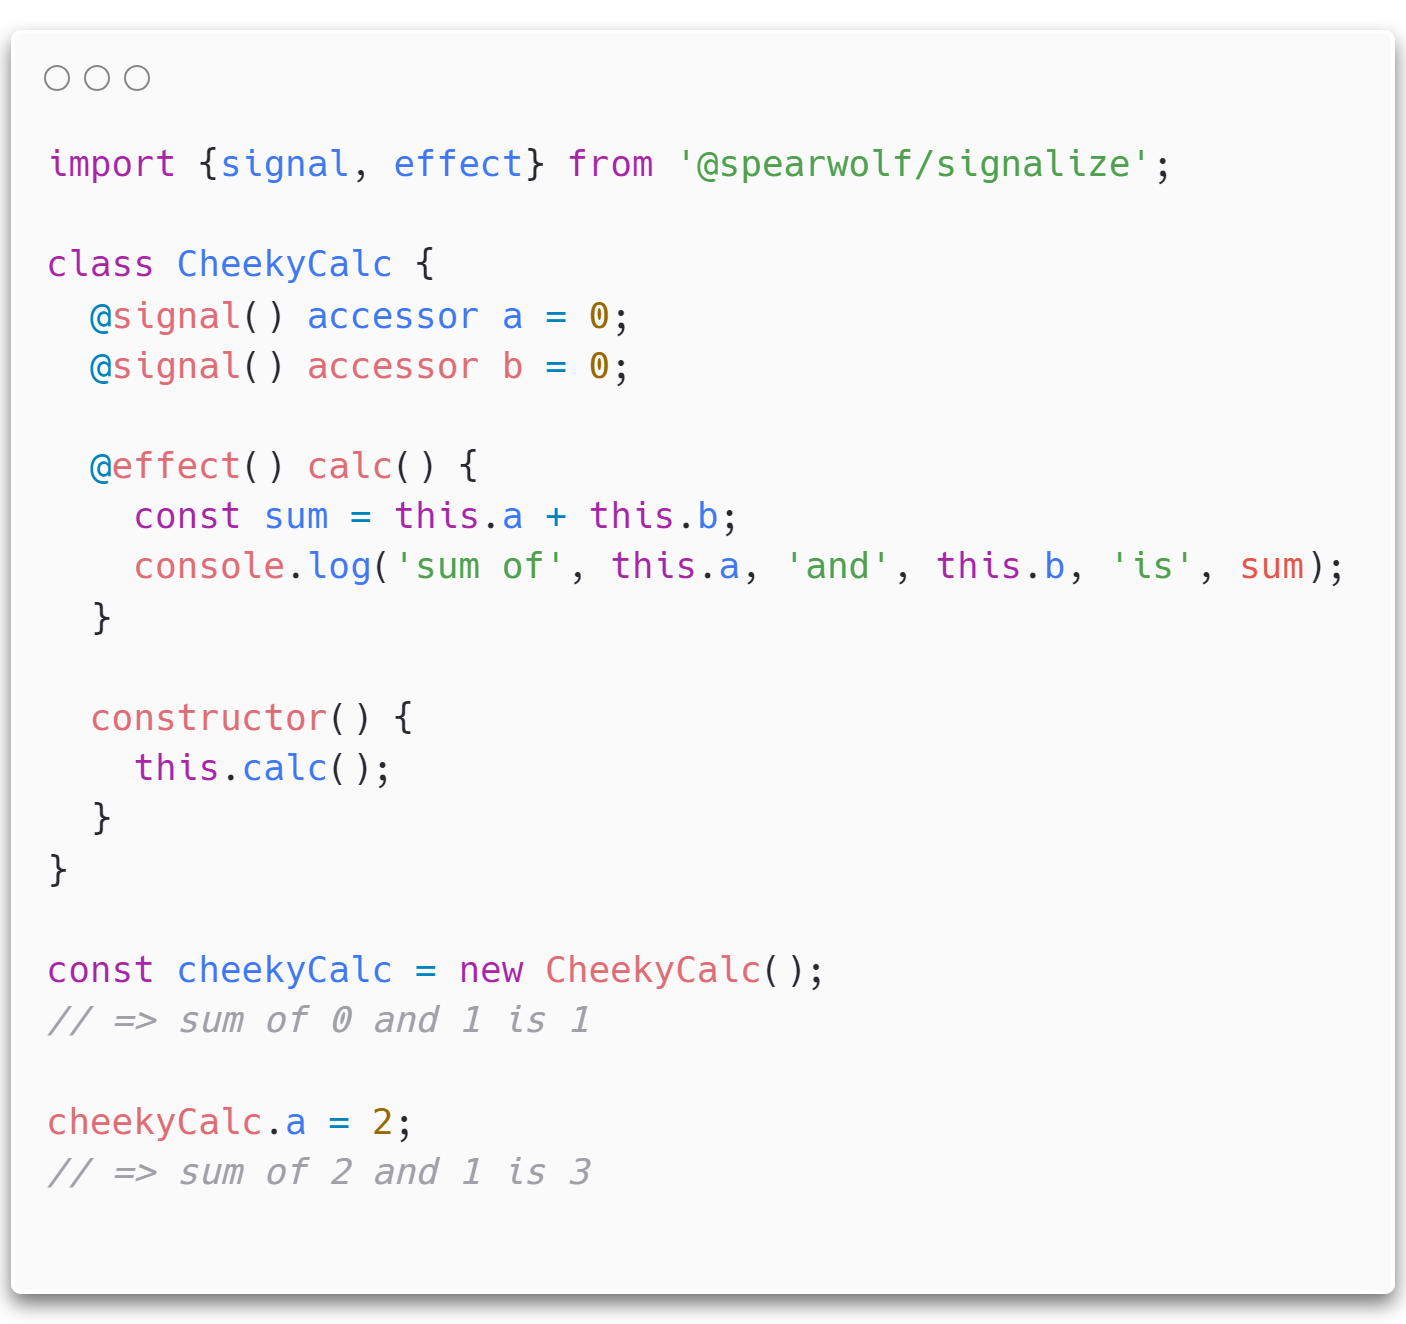 import {signal, effect} from '@spearwolf/signalize';

class CheekyCalc {
  @signal() accessor a = 0;
  @signal() accessor b = 0;

  @effect() calc() {
    const sum = this.a + this.b;
    console.log('sum of', this.a, 'and', this.b, 'is', sum);
  }

  constructor() {
    this.calc();
  }
}

const cheekyCalc = new CheekyCalc();
// => sum of 0 and 1 is 1

cheekyCalc.a = 2;
// => sum of 2 and 1 is 3